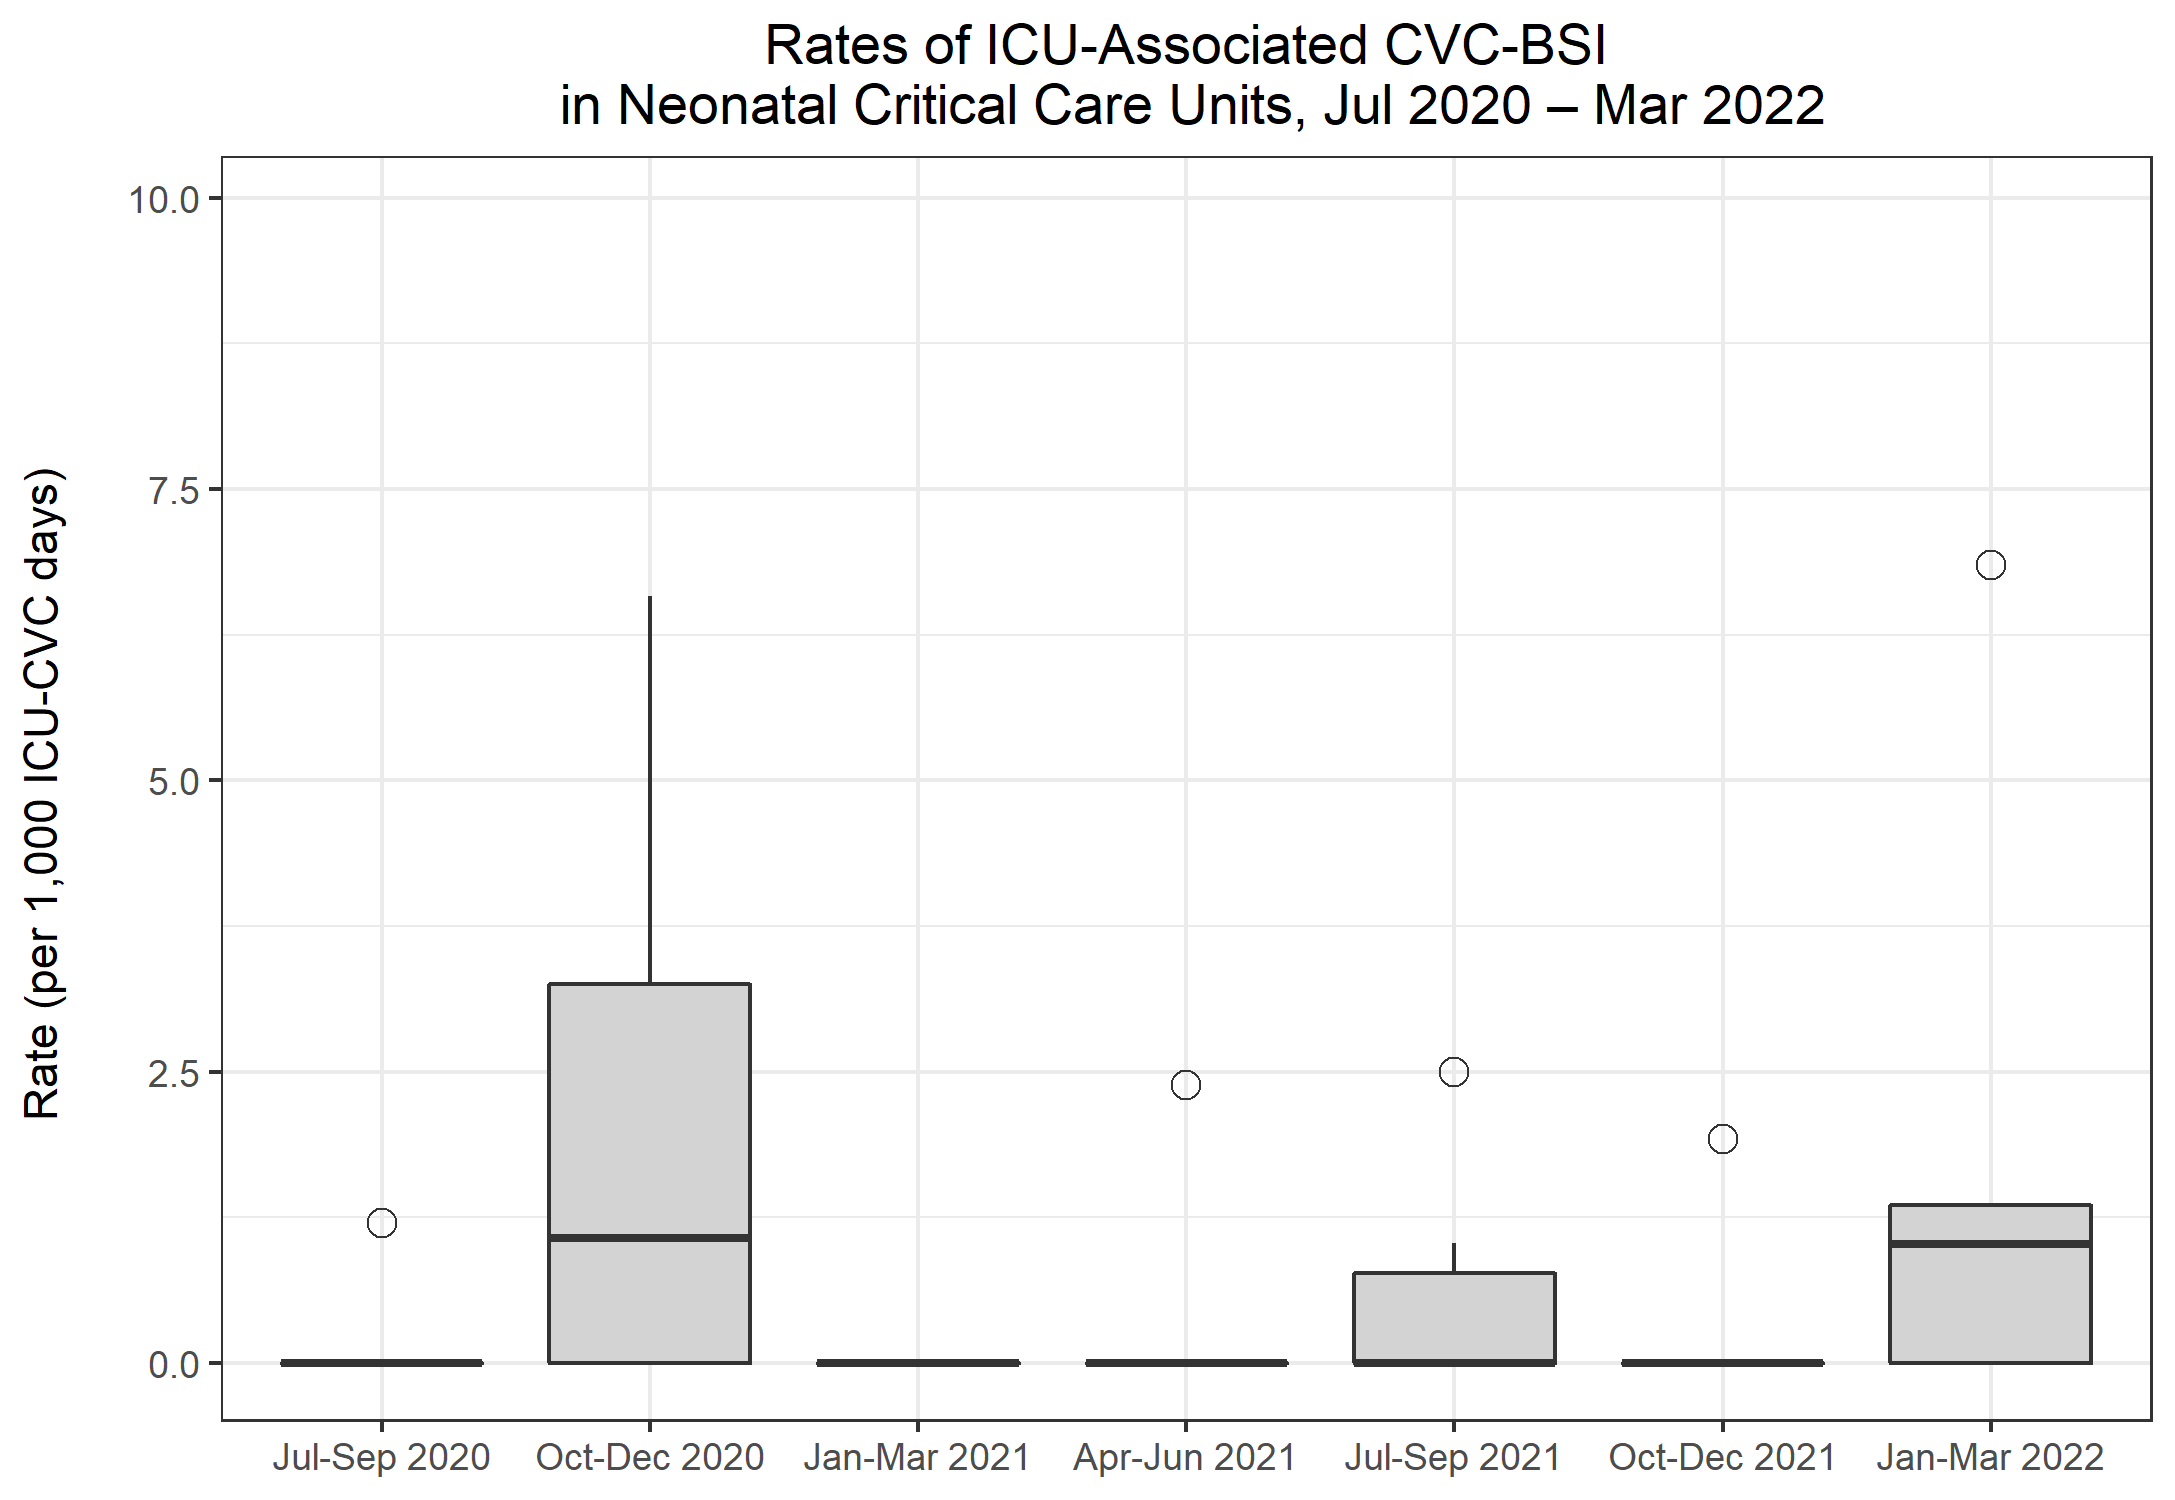 Rates of ICU-Associated CVC-BSI
in Neonatal Critical Care Units, Jul 2020 – Mar 2022
Rate (per 1,000 ICU-CVC days)
10.0
7.5
5.0
2.5
0.0
Jul-Sep 2020
Oct-Dec 2020
Jan-Mar 2021
Apr-Jun 2021
Jul-Sep 2021
Oct-Dec 2021
Jan-Mar 2022